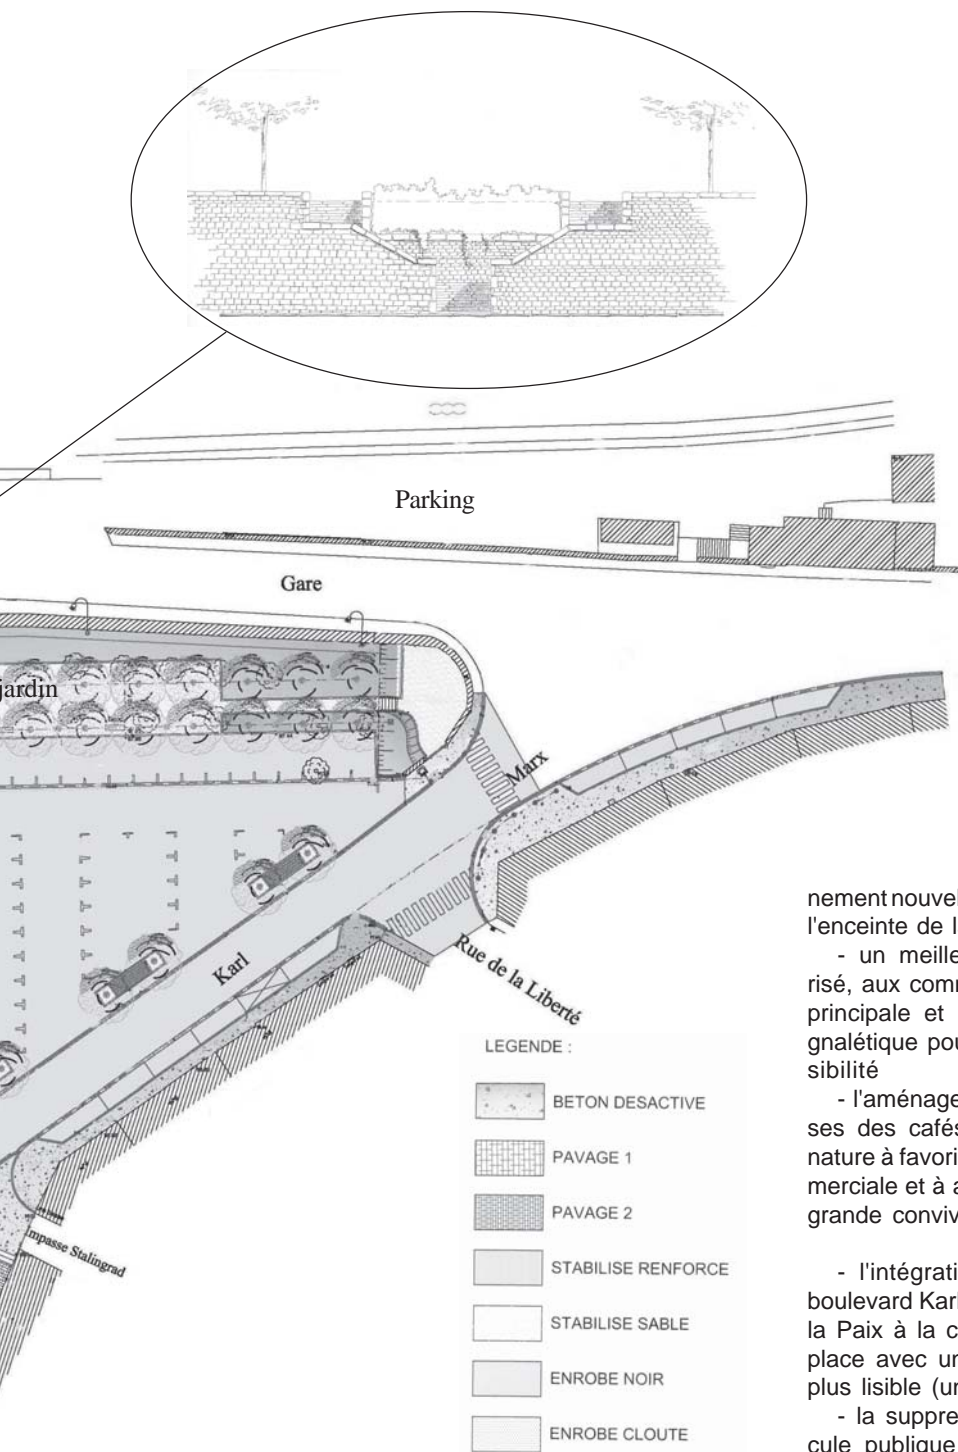 Parking
Gare
jardin
Marx
Karl
Rue de la Liberté
mpasse Stalingrad
LEGENDE :
BETON DESACTIVE
PAVAGE 1
PAVAGE 2
STABILISE RENFORCE
STABILISE SABLE
ENROBE NOIR
ENROBE CLOUTE
nement nouvel
l'enceinte de l
- un meille
risé, aux comm
principale et
gnalétique pou
sibilité
- l'aménage
ses des cafés
nature à favori
merciale et à a
grande conviv
- l'intégrati
boulevard Karl
la Paix à la c
place avec un
plus lisible (un
- la suppre
cule publique